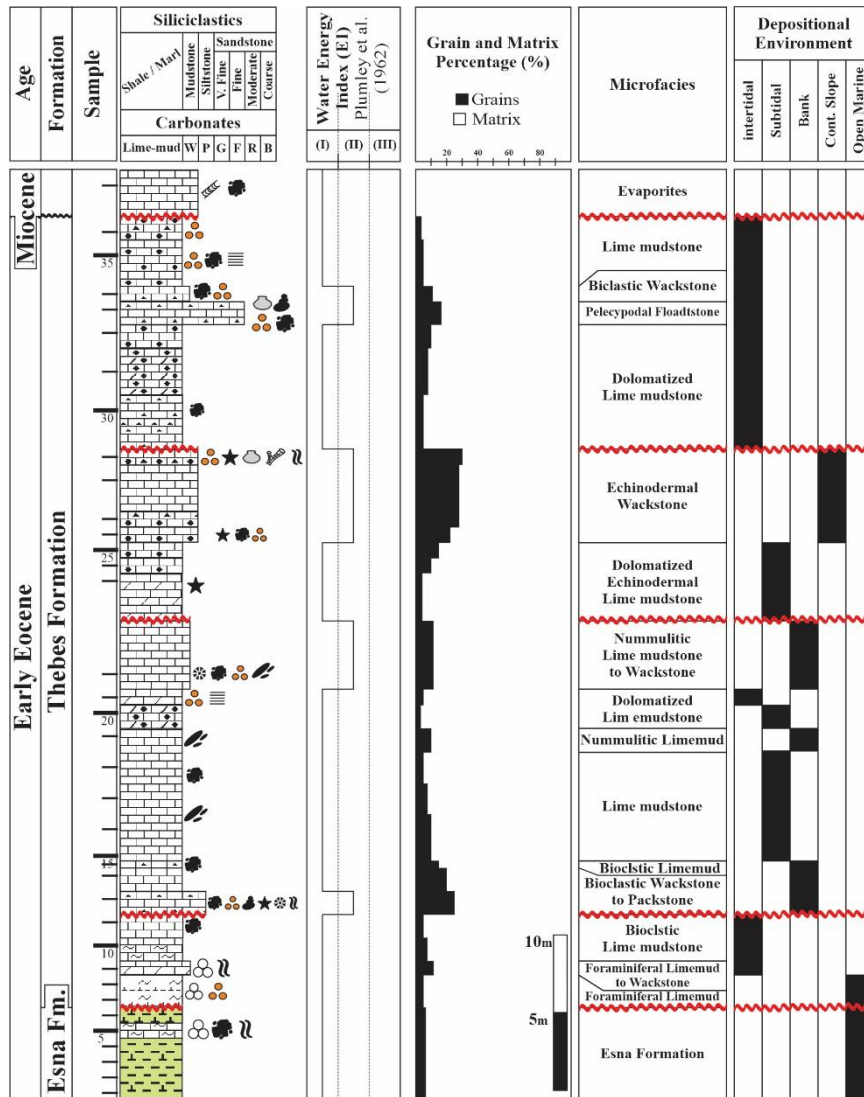 Age
Formation
Sample
Siliciclastics
Shale / Marl
Mudstone
Siltstone
Sandstone
V. Fine
Fine
Moderate
Coarse
Carbonates
Lime-mud W P G F R B
Water Energy
Index (EI)
Plumley et al.
(1962)
(I) (II) (III)
Grain and Matrix
Percentage (%)
Grains
Matrix
20 40 60 80
Microfacies
Depositional
Environment
intertidal
Subtidal
Bank
Cont. Slope
Open Marine
Miocene
Early Eocene
Thebes Formation
Esna Fm.
35
30
25
20
15
10
5
10m
5m
Evaporites
Lime mudstone
Biclastic Wackstone
Pelecypodal Floadtstone
Dolomatized
Lime mudstone
Echinodermal
Wackstone
Dolomatized
Echinodermal
Lime mudstone
Nummulitic
Lime mudstone
to Wackstone
Dolomatized
Lim emudstone
Nummulitic Limemud
Lime mudstone
Bioclstic Limemud
Bioclastic Wackstone
to Packstone
Bioclstic
Lime mudstone
Foraminiferal Limemud
to Wackstone
Foraminiferal Limemud
Esna Formation